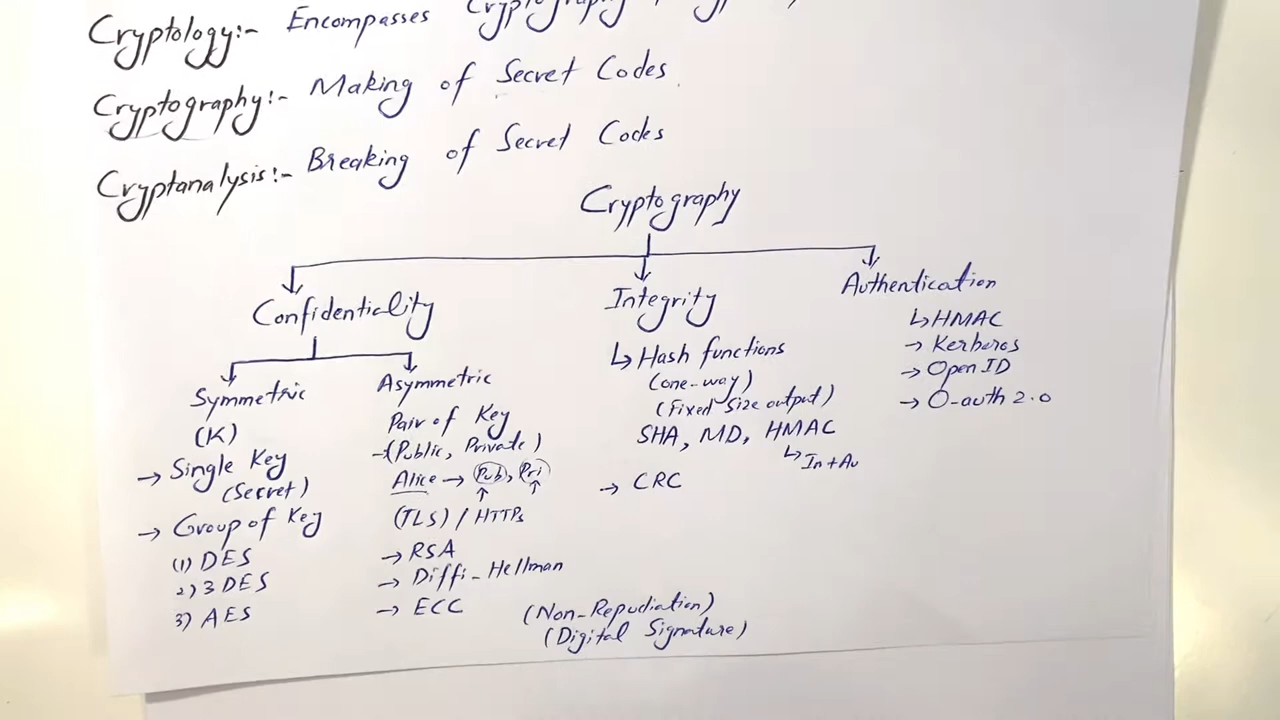 Cryptology:- Encompasses
Cryptography:- Making of Secret Codes
Cryptanalysis:- Breaking of Secret Codes
Cryptography
Confidentiality
Symmetric
(K)
→ Single Key
(Secret)
→ Group of Key
(1) DES
2) 3 DES
3) AES
Asymmetric
Pair of Key
-(Public, Private)
Alice → Pub, Pri
(TLS) / HTTPs
→ RSA
→ Diffi-Hellman
→ ECC
(Non-Repudiation)
(Digital Signature)
Integrity
↳ Hash functions
(one-way)
(Fixed Size output)
SHA, MD, HMAC
↳ In + Au
→ CRC
Authentication
↳ HMAC
→ Kerberos
→ Open ID
→ O-auth 2.0